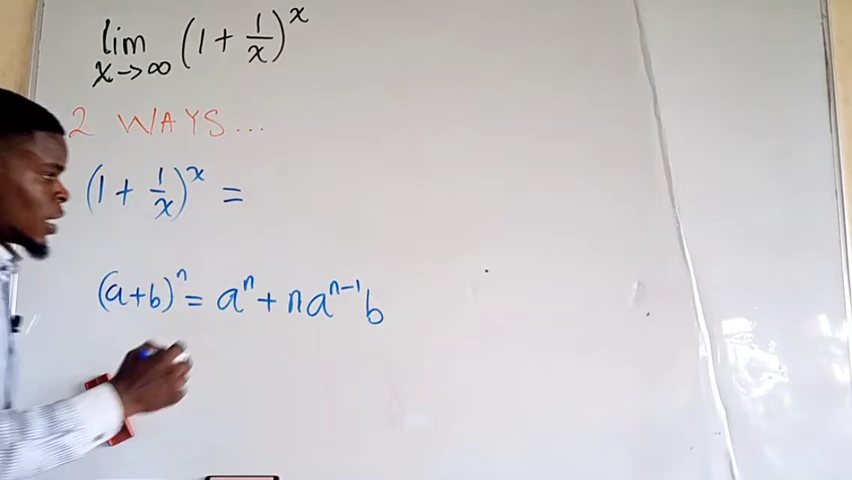 lim (1 + 1/x)^x
x→∞
2 WAYS...
(1 + 1/x)^x =
(a+b)^n = a^n + na^(n-1)b